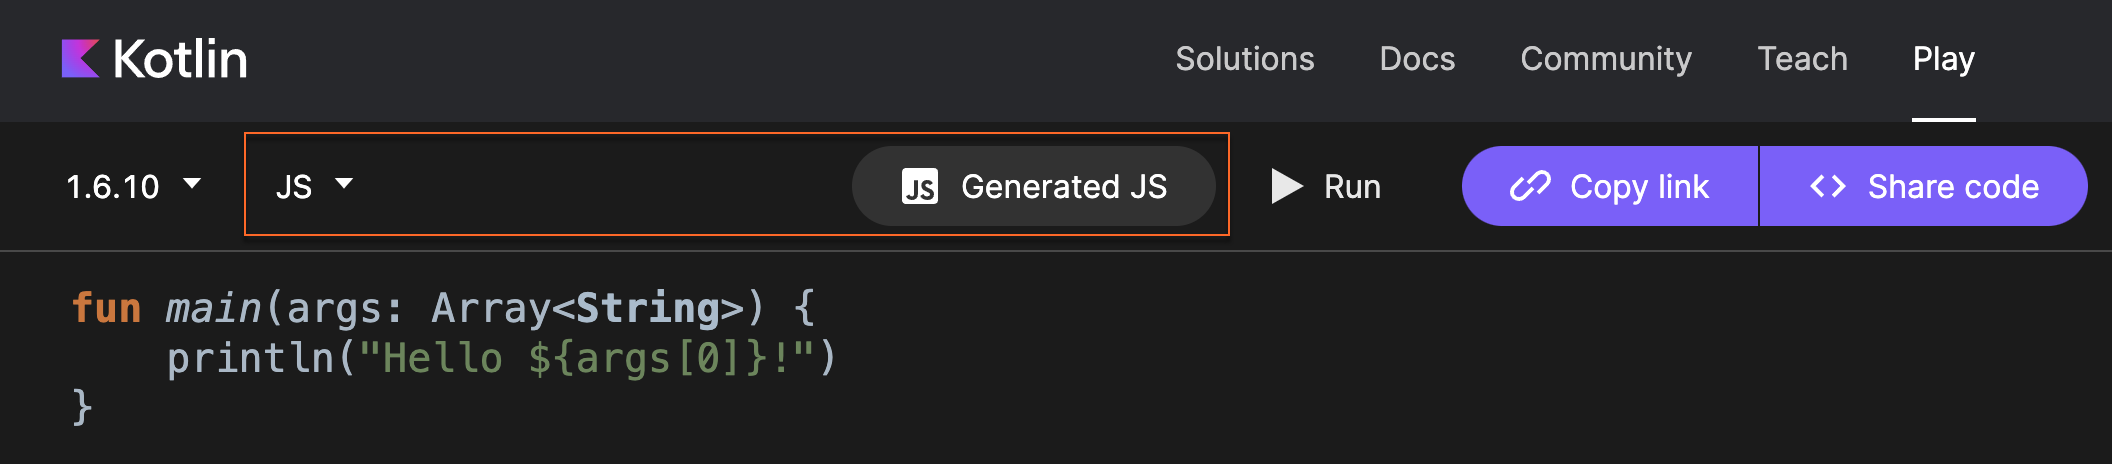 Kotlin Solutions Docs Community Teach Play
1.6.10 JS JS Generated JS Run Copy link <> Share code
fun main(args: Array<String>) {
    println("Hello ${args[0]}!")
}